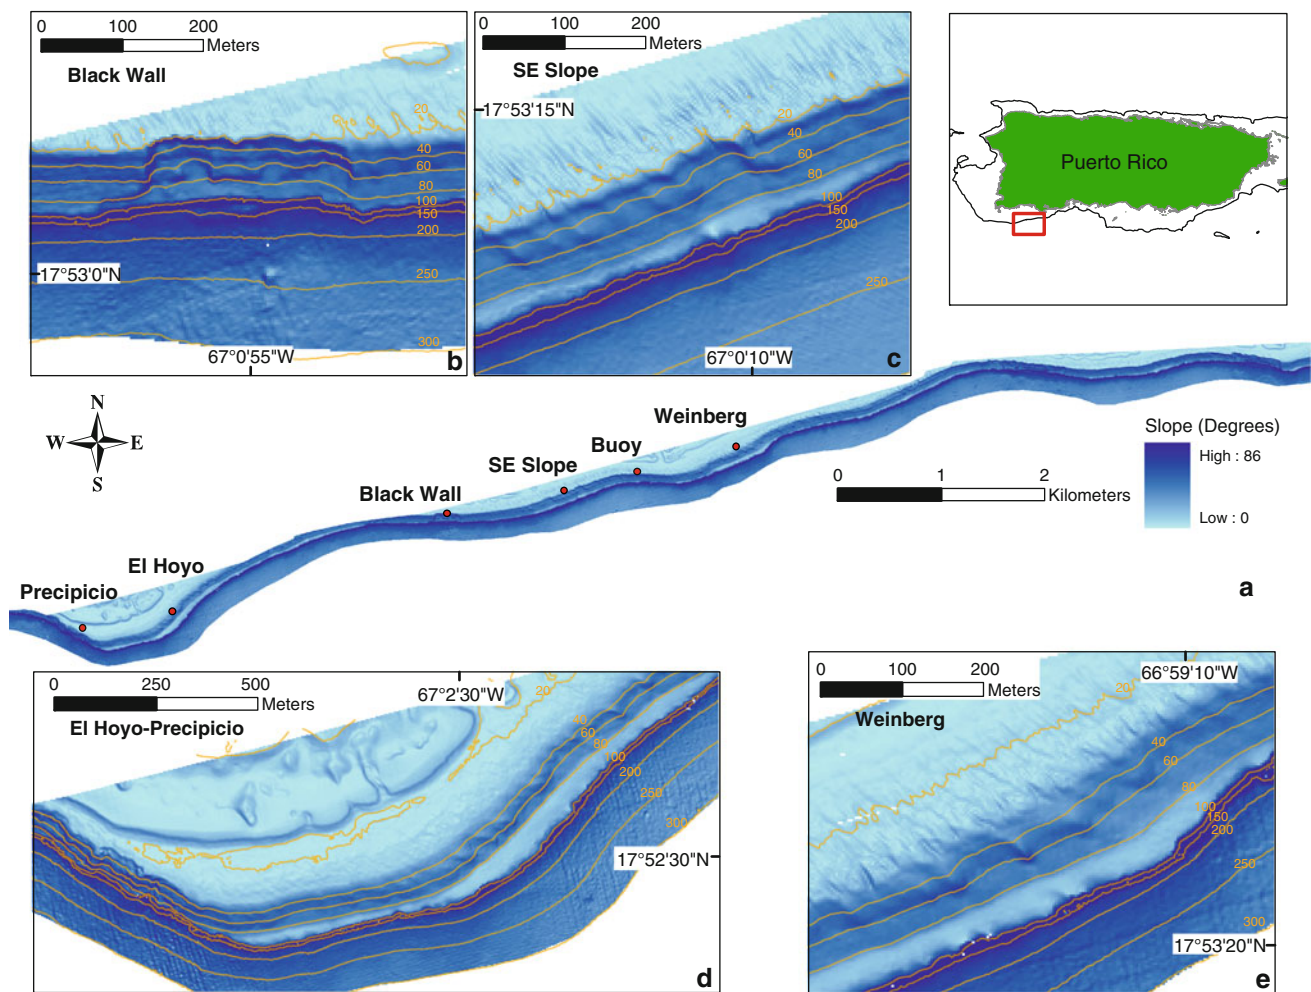 0 100 200
Meters
Black Wall
20
40
60
80
100
150
200
250
300
17°53'0"N
67°0'55"W
b
0 100 200
Meters
SE Slope
17°53'15"N
20
40
60
80
100
150
200
250
67°0'10"W
c
Puerto Rico
N
W E
S
Weinberg
Buoy
SE Slope
Black Wall
El Hoyo
Precipicio
0 1 2
Kilometers
Slope (Degrees)
High : 86
Low : 0
a
0 250 500
Meters
El Hoyo-Precipicio
67°2'30"W
20
40
60
80
100
200
250
300
17°52'30"N
d
0 100 200
Meters
Weinberg
66°59'10"W
20
40
60
80
100
150
200
250
300
17°53'20"N
e